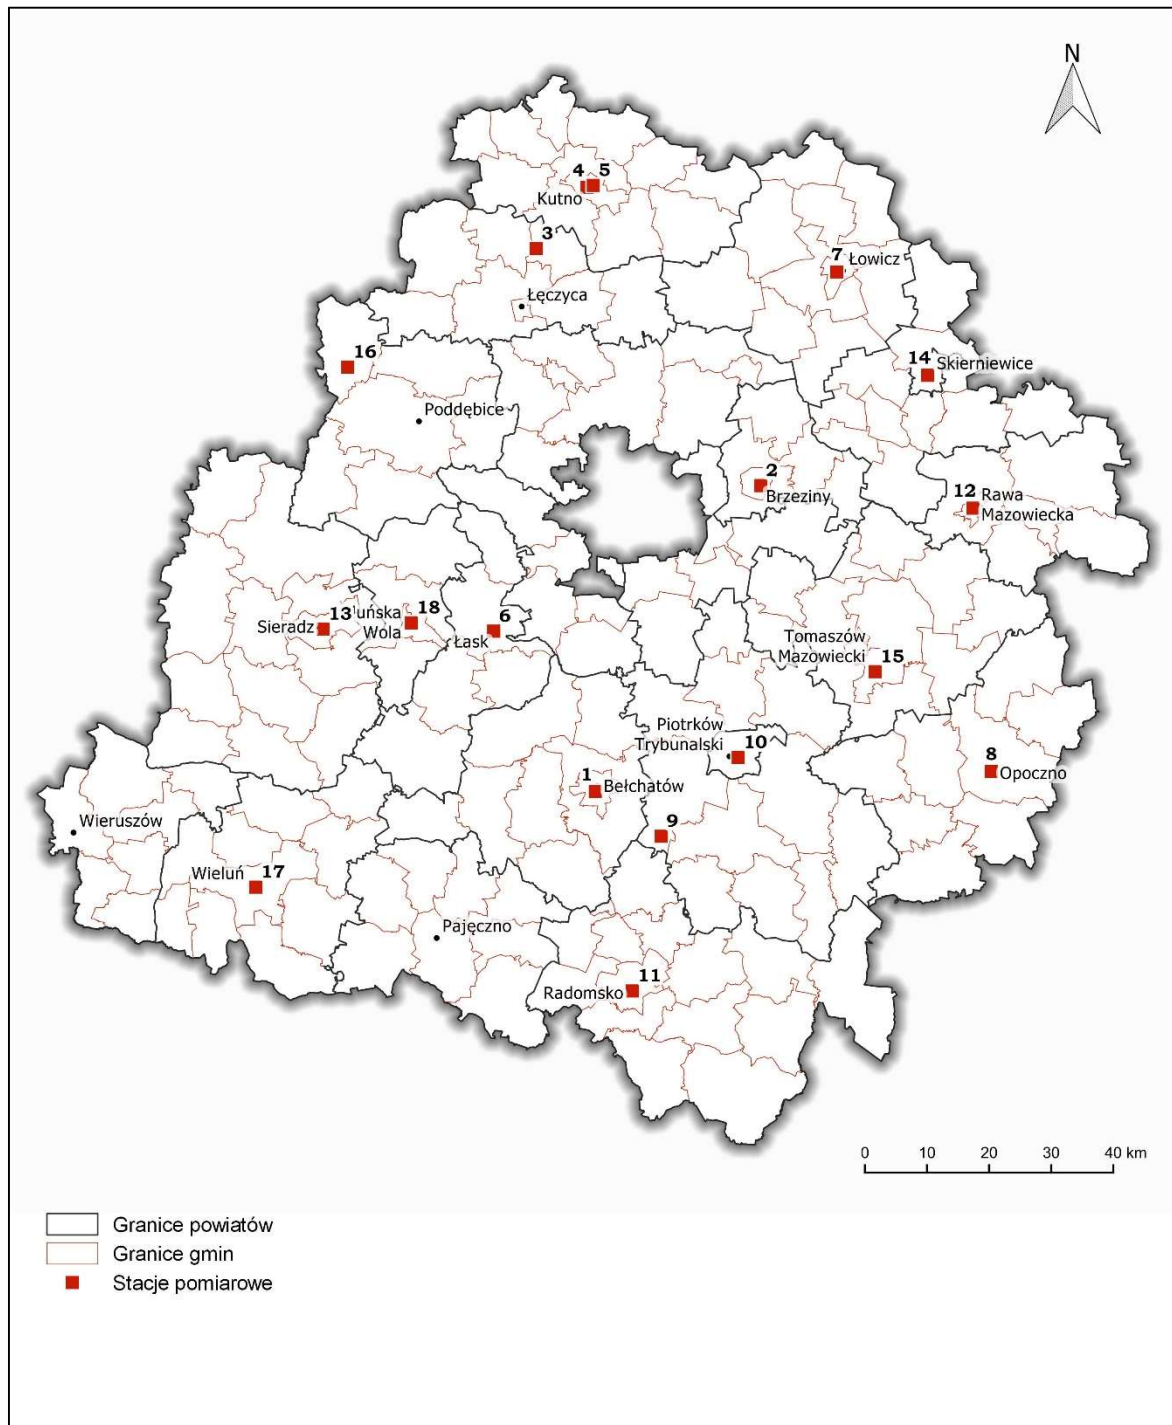 N
4 5
Kutno
3
7 Łowicz
Łęczyca
16
14 Skierniewice
Poddębice
2
Brzeziny
12 Rawa
Mazowiecka
13
Sieradz
uńska
Wola
18
6
Łask
Tomaszów
Mazowiecki
15
Piotrków
Trybunalski
10
8
Opoczno
1
Bełchatów
9
Wieruszów
Wieluń 17
Pajęczno
11
Radomsko
0 10 20 30 40 km
Granice powiatów
Granice gmin
Stacje pomiarowe